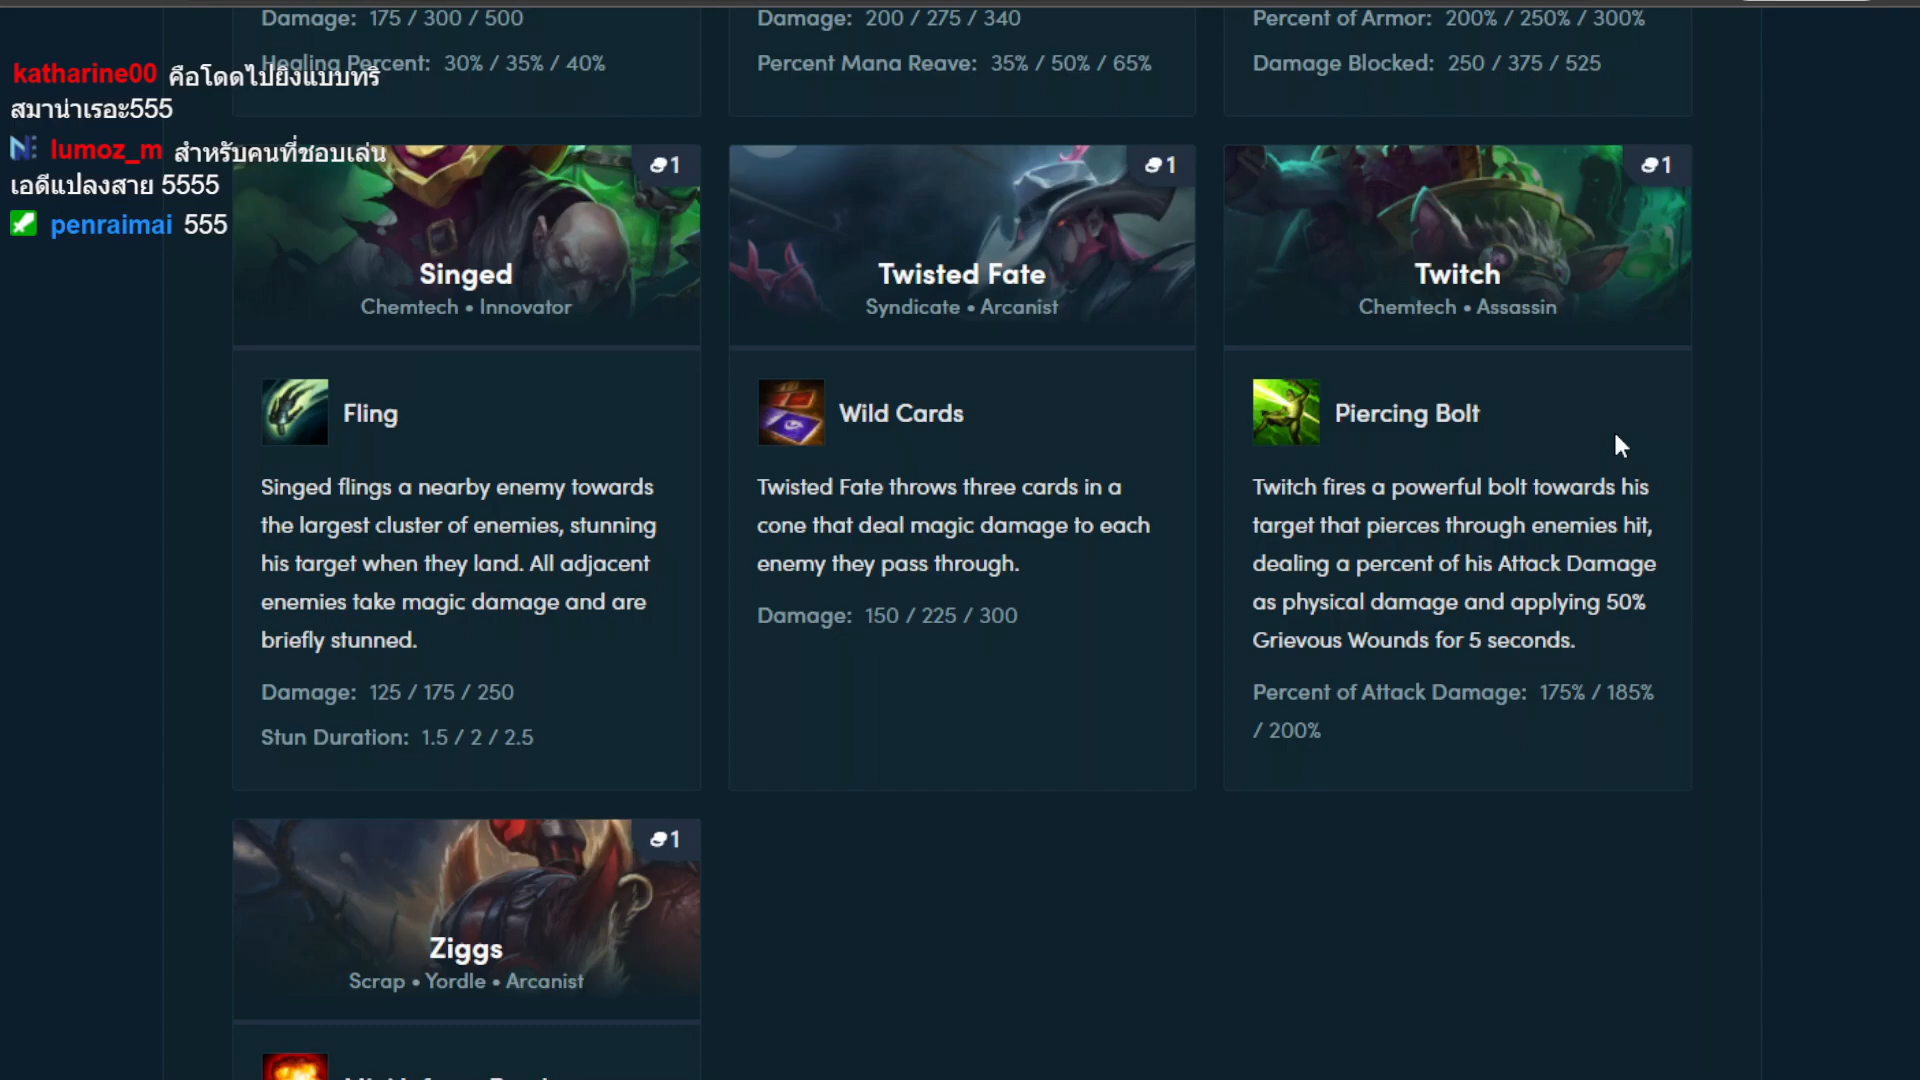 Damage: 175 / 300 / 500
Healing Percent: 30% / 35% / 40%
Damage: 200 / 275 / 340
Percent Mana Reave: 35% / 50% / 65%
Percent of Armor: 200% / 250% / 300%
Damage Blocked: 250 / 375 / 525
katharine00 คือโดดไปยิงแบบทริ
สมาน่าเรอะ555
lumoz_m สำหรับคนที่ชอบเล่น
เอดีแปลงสาย 5555
penraimai 555
1
Singed
Chemtech • Innovator
Fling
Singed flings a nearby enemy towards
the largest cluster of enemies, stunning
his target when they land. All adjacent
enemies take magic damage and are
briefly stunned.
Damage: 125 / 175 / 250
Stun Duration: 1.5 / 2 / 2.5
1
Twisted Fate
Syndicate • Arcanist
Wild Cards
Twisted Fate throws three cards in a
cone that deal magic damage to each
enemy they pass through.
Damage: 150 / 225 / 300
1
Twitch
Chemtech • Assassin
Piercing Bolt
Twitch fires a powerful bolt towards his
target that pierces through enemies hit,
dealing a percent of his Attack Damage
as physical damage and applying 50%
Grievous Wounds for 5 seconds.
Percent of Attack Damage: 175% / 185%
/ 200%
1
Ziggs
Scrap • Yordle • Arcanist